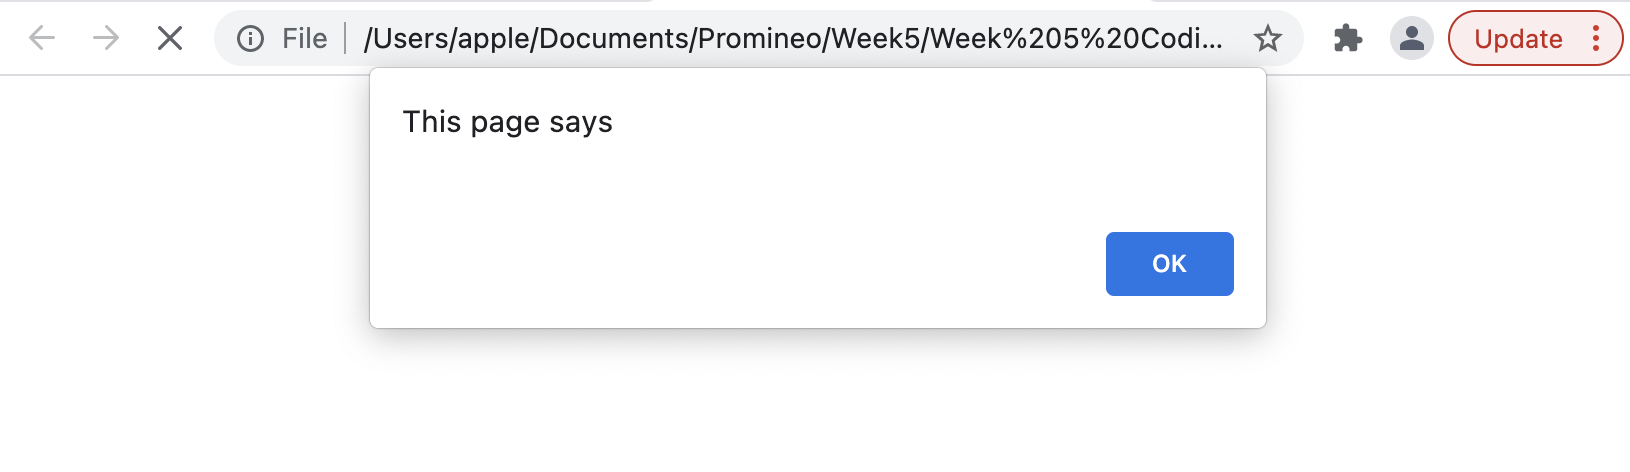 File /Users/apple/Documents/Promineo/Week5/Week%205%20Codi... Update
This page says
OK